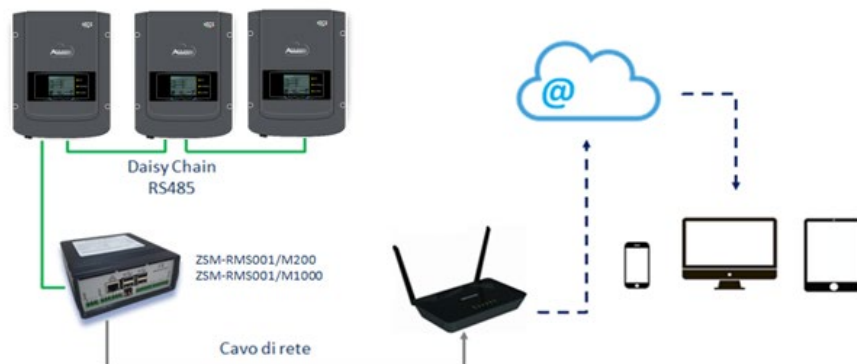 Daisy Chain
RS485
@
ZSM-RMS001/M200
ZSM-RMS001/M1000
Cavo di rete